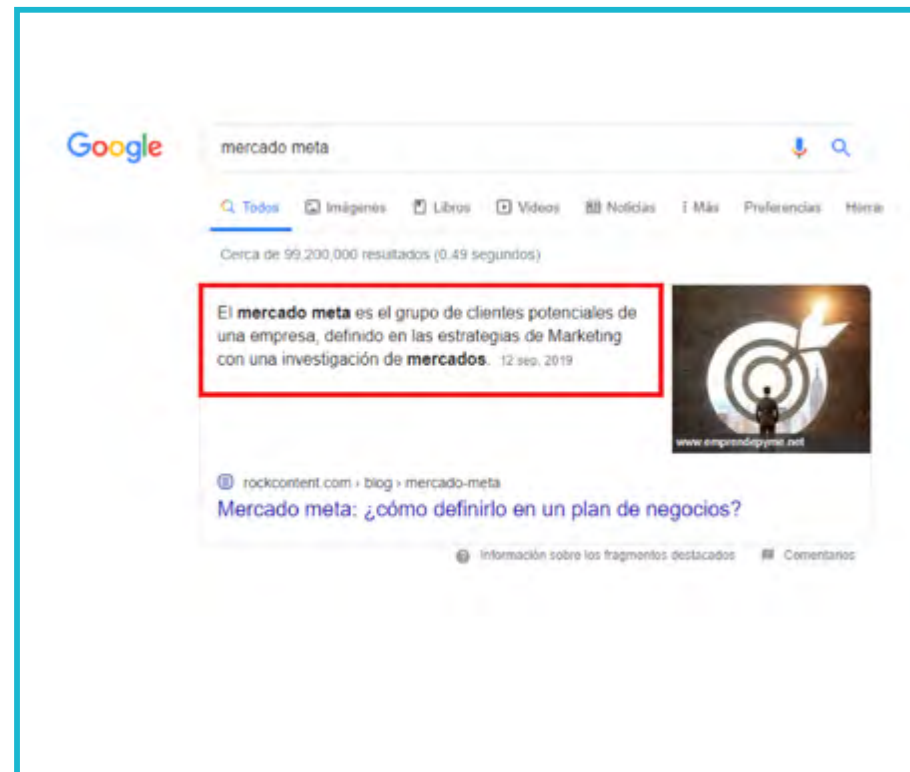 Google
mercado meta
Todos Imágenes Libros Videos Noticias Más Preferencias Herra
Cerca de 99,200,000 resultados (0.49 segundos)
El mercado meta es el grupo de clientes potenciales de
una empresa, definido en las estrategias de Marketing
con una investigación de mercados. 12 sep. 2019
www.emprendepyme.net
rockcontent.com › blog › mercado-meta
Mercado meta: ¿cómo definirlo en un plan de negocios?
Información sobre los fragmentos destacados Comentarios